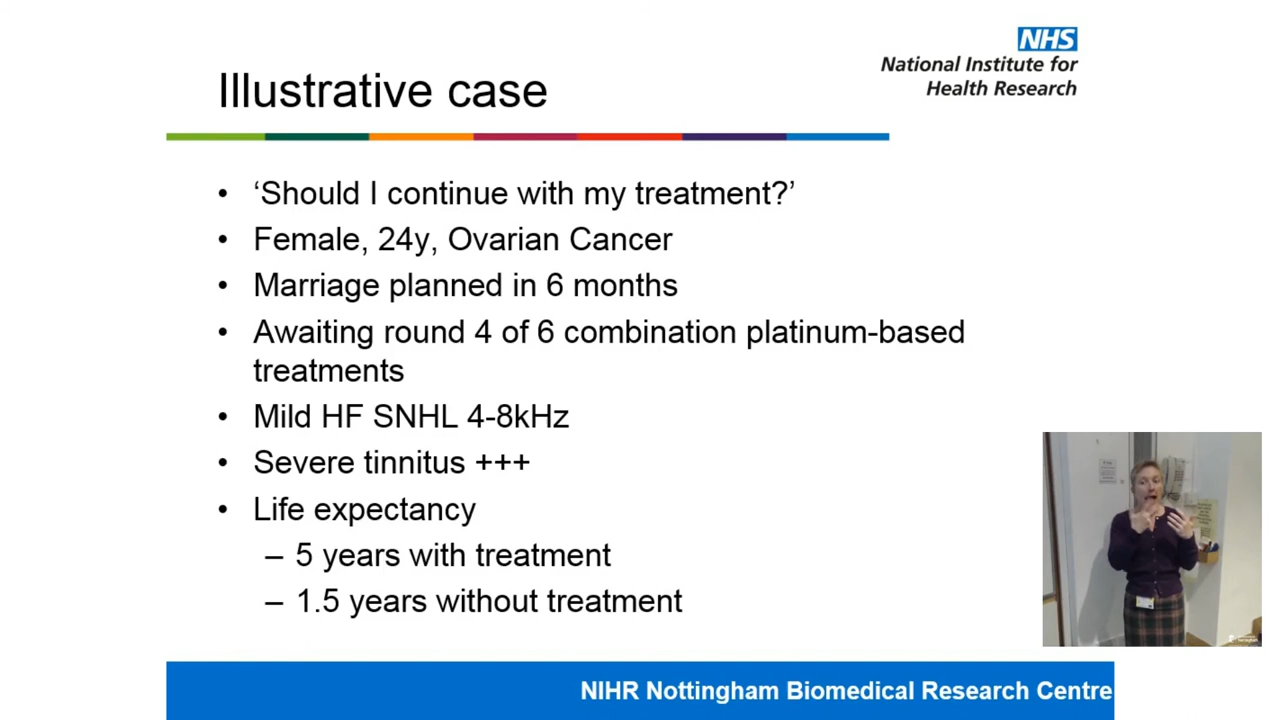 NHS
National Institute for
Health Research
Illustrative case
• ‘Should I continue with my treatment?’
• Female, 24y, Ovarian Cancer
• Marriage planned in 6 months
• Awaiting round 4 of 6 combination platinum-based
treatments
• Mild HF SNHL 4-8kHz
• Severe tinnitus +++
• Life expectancy
– 5 years with treatment
– 1.5 years without treatment
NIHR Nottingham Biomedical Research Centre